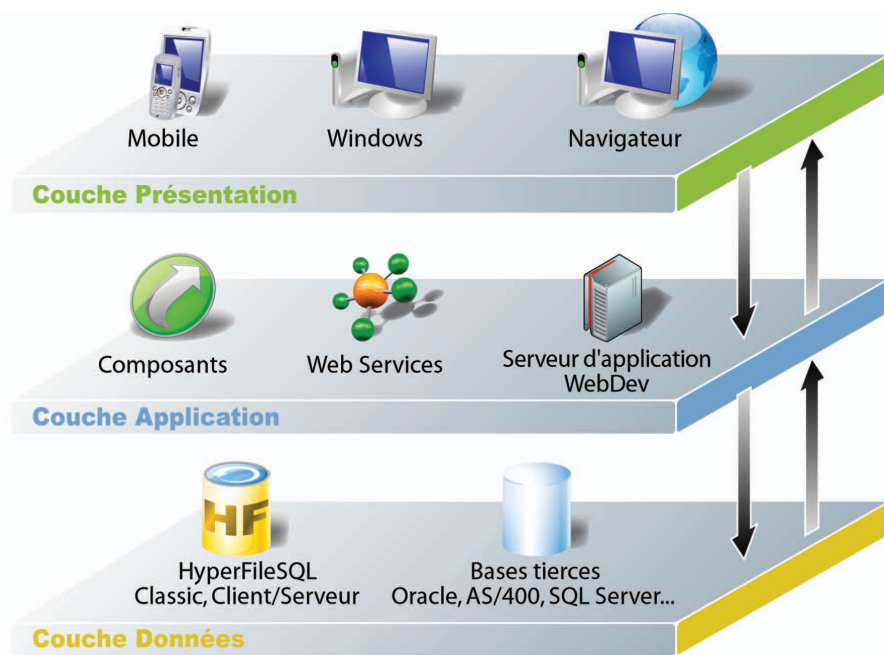 Mobile
Windows
Navigateur
Couche Présentation
Composants
Web Services
Serveur d'application
WebDev
Couche Application
HF
HyperFileSQL
Classic, Client/Serveur
Bases tierces
Oracle, AS/400, SQL Server...
Couche Données